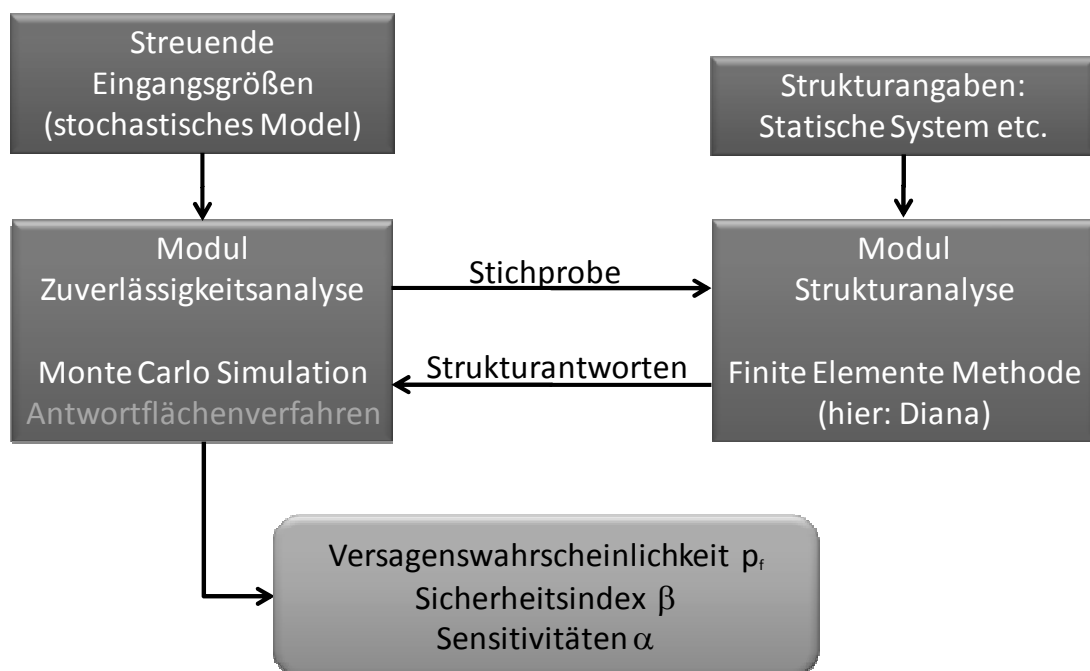 Streuende
Eingangsgrößen
(stochastisches Model)
Strukturangaben:
Statische System etc.
Modul
Zuverlässigkeitsanalyse
Monte Carlo Simulation
Antwortflächenverfahren
Stichprobe
Strukturantworten
Modul
Strukturanalyse
Finite Elemente Methode
(hier: Diana)
Versagenswahrscheinlichkeit pf
Sicherheitsindex β
Sensitivitäten α